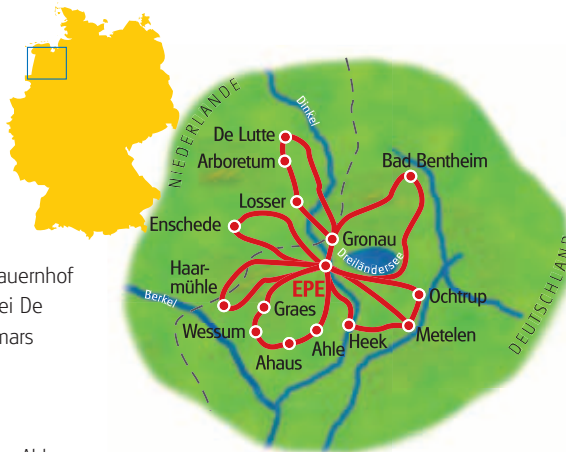 NIEDERLANDE
Dinkel
De Lutte
Arboretum
Bad Bentheim
Losser
Enschede
Gronau
Dreiländersee
Haar-
mühle
EPE
Berkel
Graes
Ochtrup
Wessum
Ahle
Heek
Metelen
Ahaus
DEUTSCHLAND
auernhof
ei De
mars